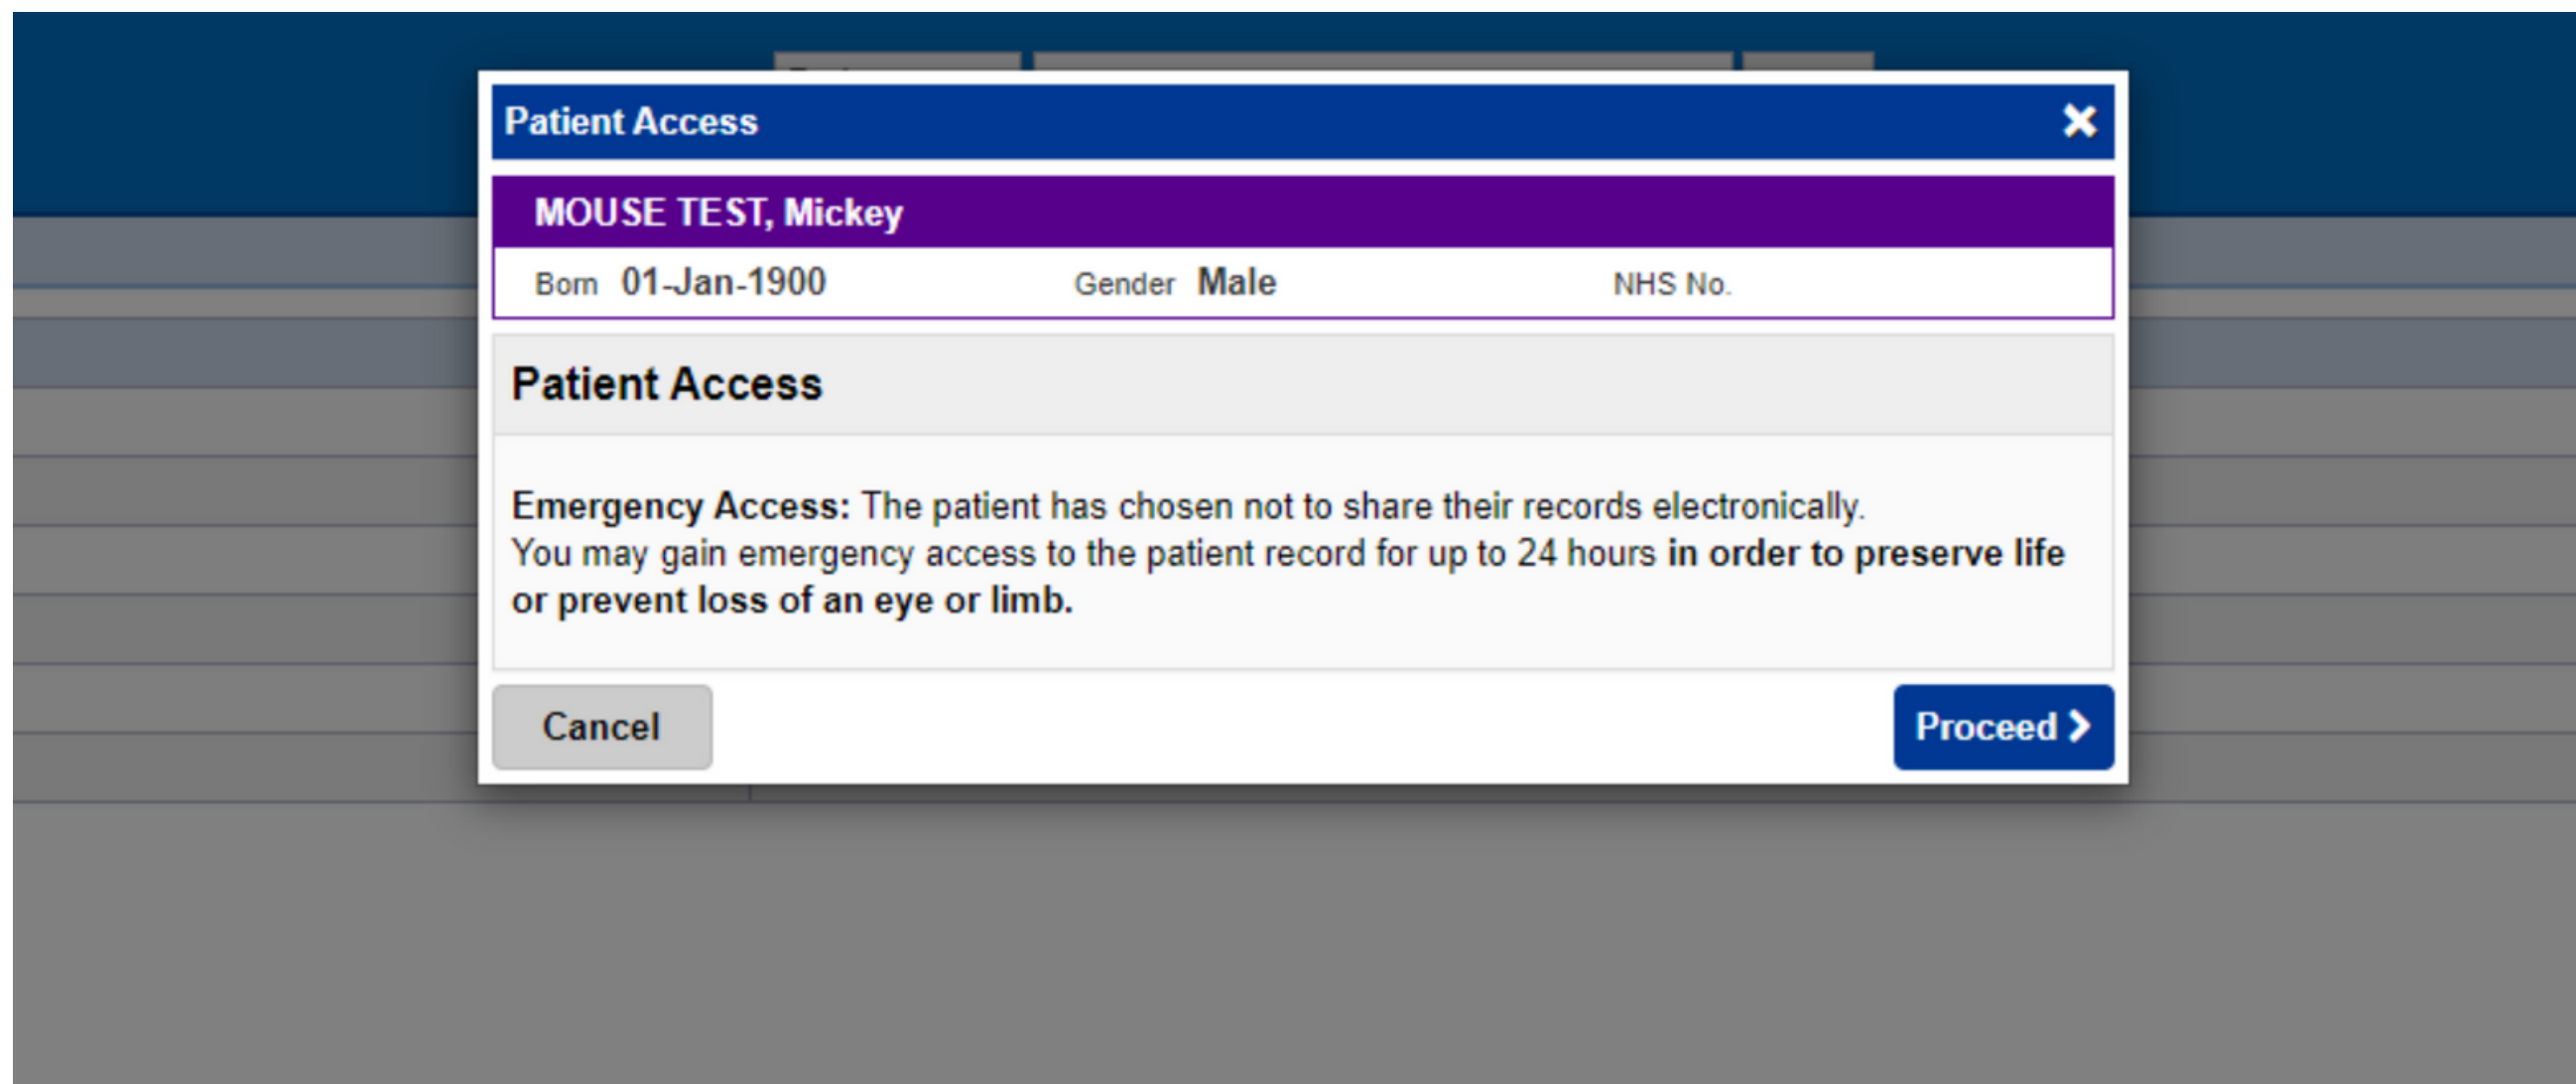 Patient Access
MOUSE TEST, Mickey
Born 01-Jan-1900 Gender Male NHS No.
Patient Access
Emergency Access: The patient has chosen not to share their records electronically.
You may gain emergency access to the patient record for up to 24 hours in order to preserve life
or prevent loss of an eye or limb.
Cancel Proceed